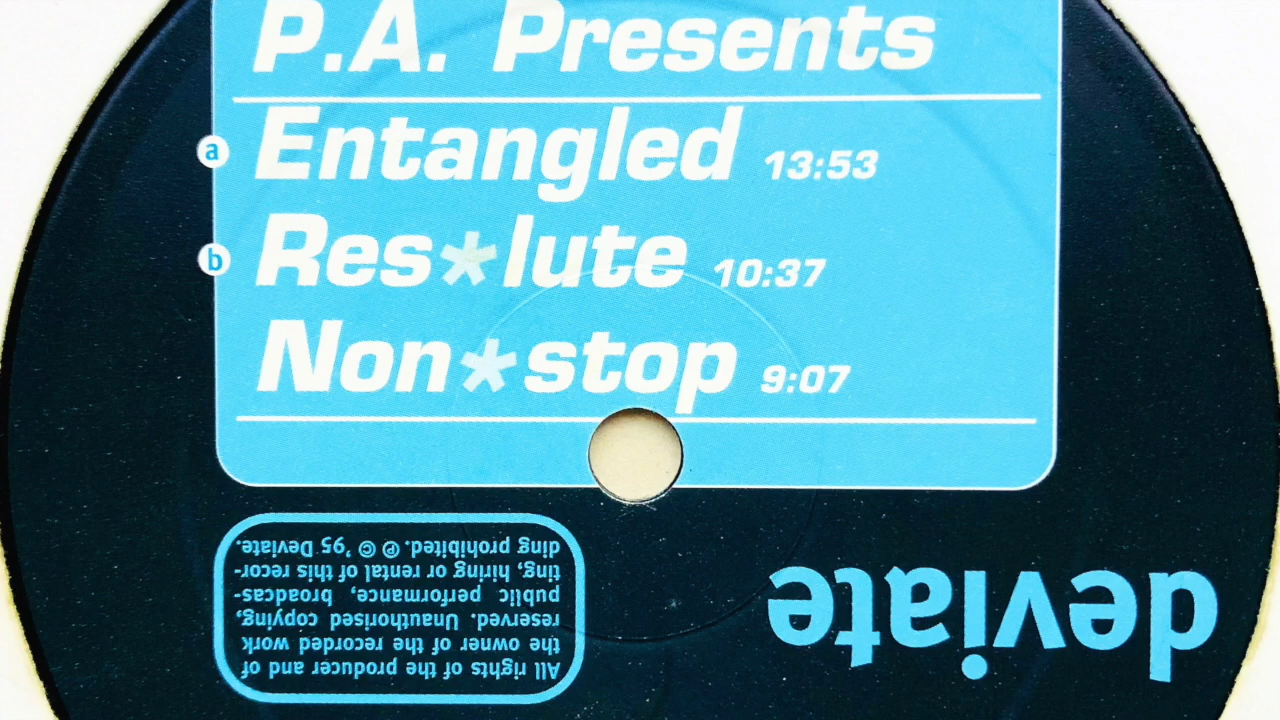 P.A. Presents
a Entangled 13:53
b Res*lute 10:37
Non*stop 9:07
deviate
All rights of the producer and of
the owner of the recorded work
reserved. Unauthorised copying,
public performance, broadcas-
ting, hiring or rental of this recor-
ding prohibited. ℗ © '95 Deviate.